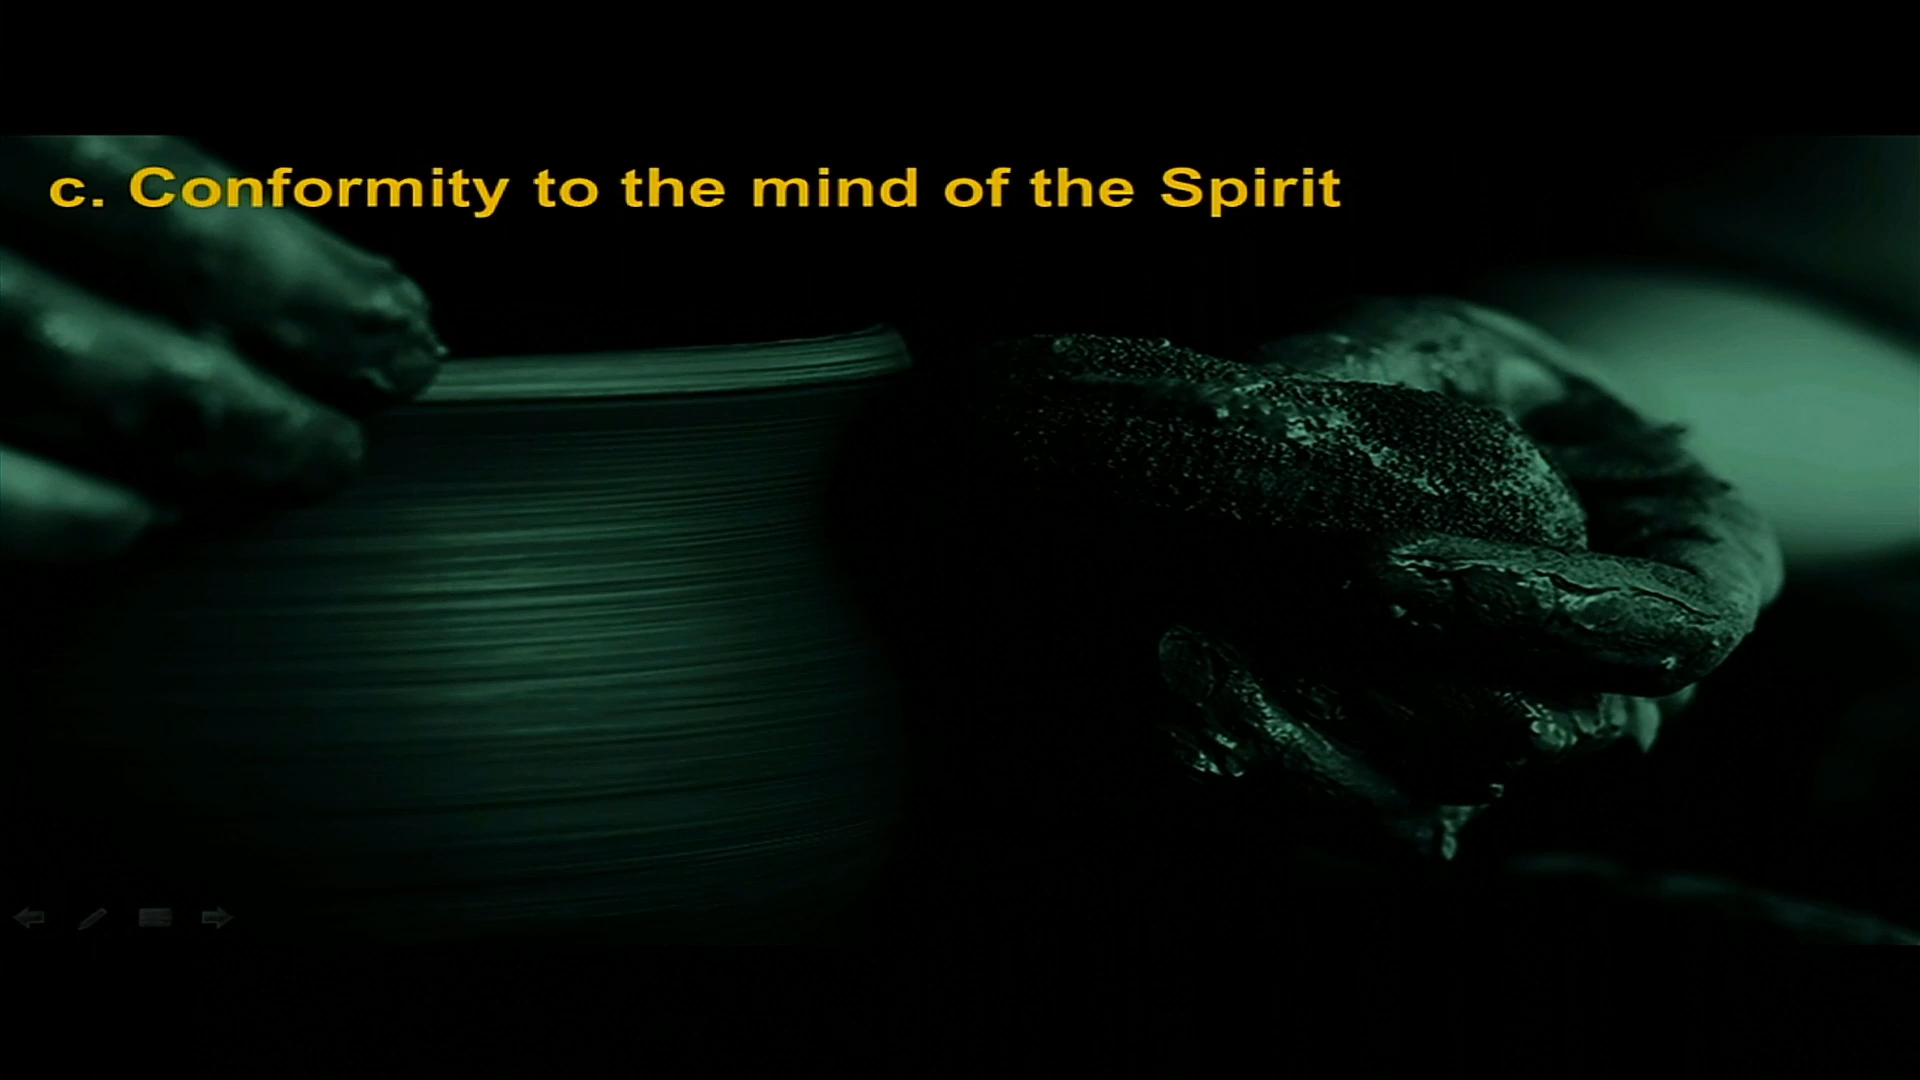 c. Conformity to the mind of the Spirit